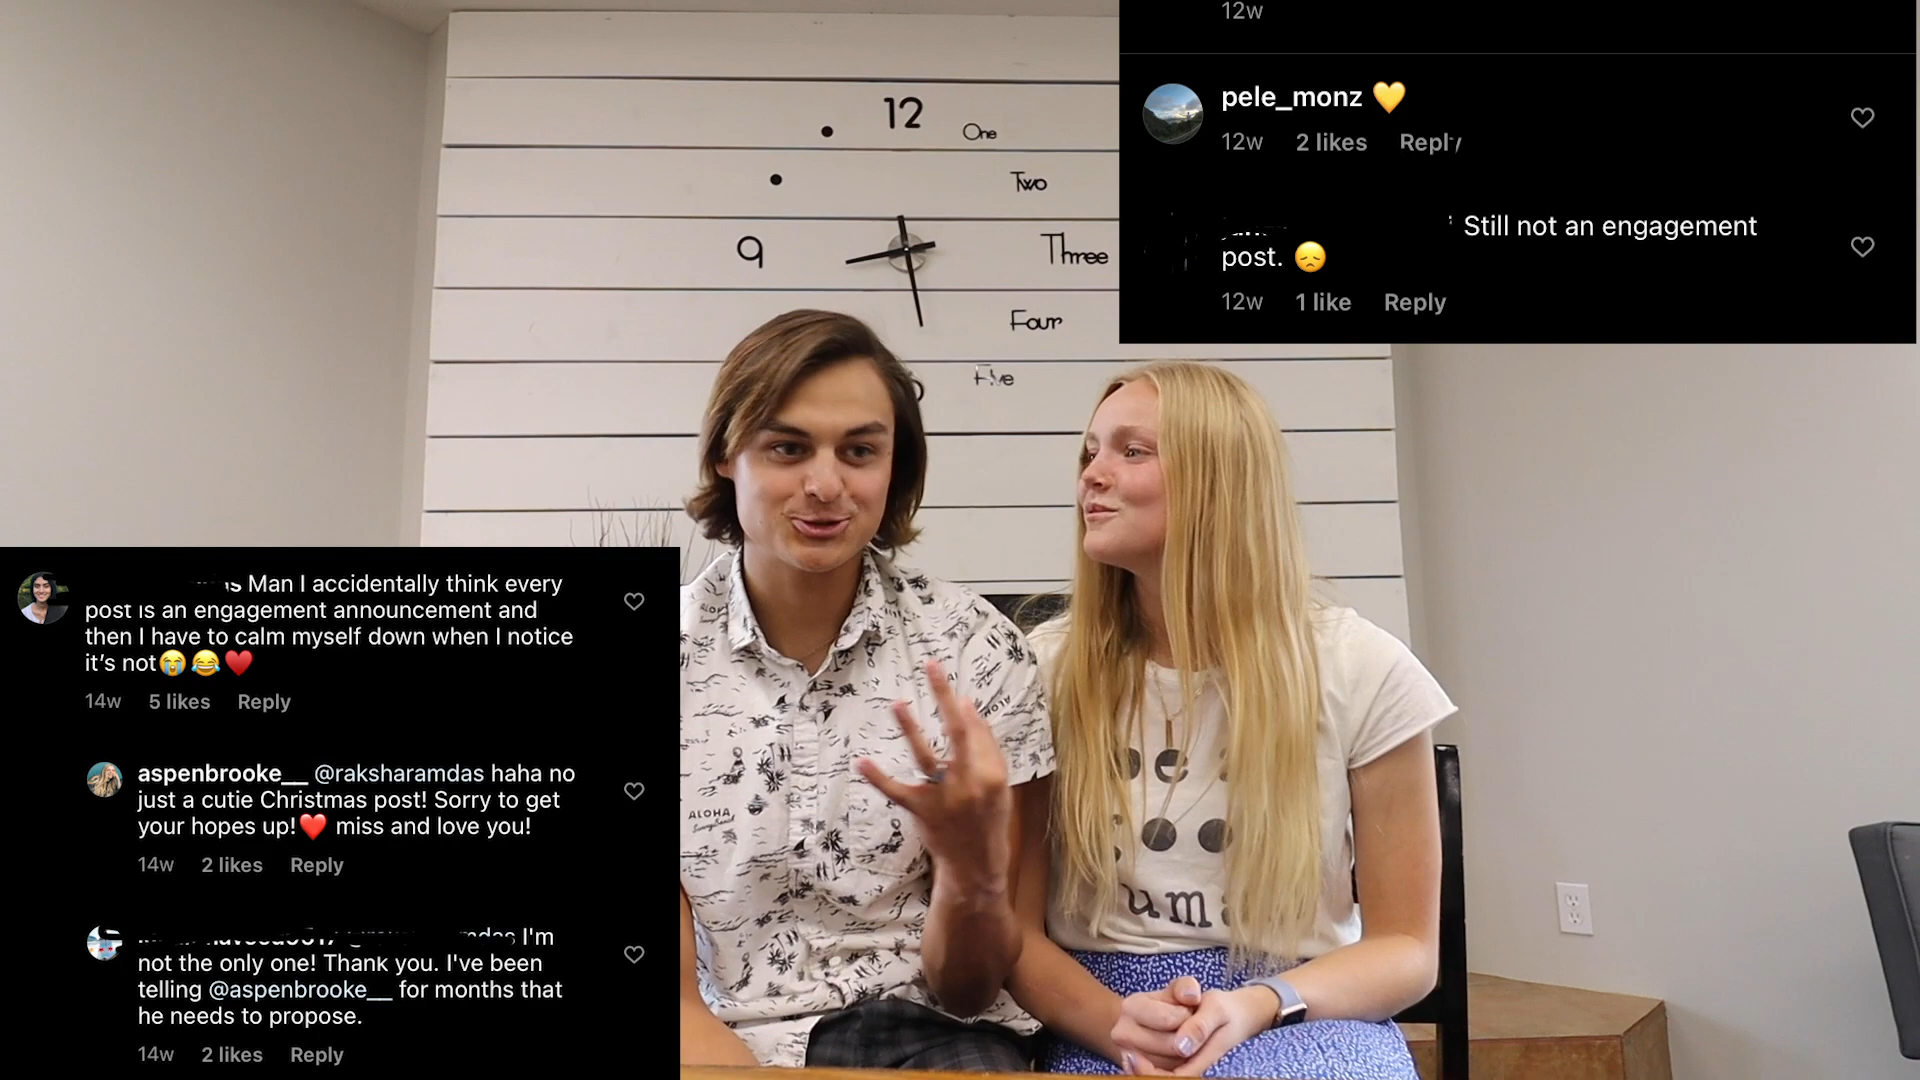 12w
pele_monz 💛
12w 2 likes Reply
Still not an engagement
post. 😞
12w 1 like Reply
12
One
Two
9
Three
Four
Five
Man I accidentally think every
post is an engagement announcement and
then I have to calm myself down when I notice
it's not😭😂❤️
14w 5 likes Reply
aspenbrooke__ @raksharamdas haha no
just a cutie Christmas post! Sorry to get
your hopes up!❤️ miss and love you!
14w 2 likes Reply
I'm
not the only one! Thank you. I've been
telling @aspenbrooke__ for months that
he needs to propose.
14w 2 likes Reply
ALOHA